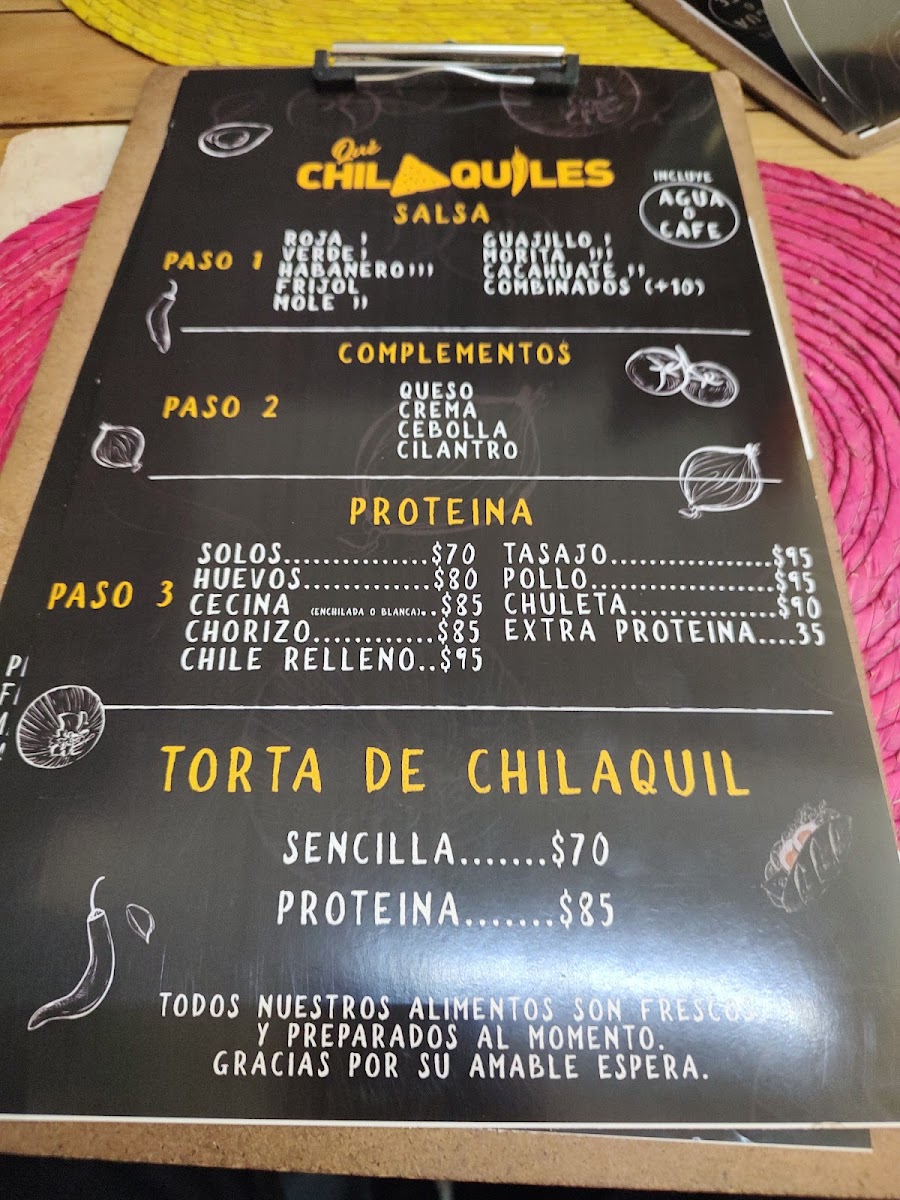 Què
CHILAQUILES
INCLUYE
AGUA
O
CAFE
SALSA
PASO 1
ROJA !
VERDE !
HABANERO !!!
FRIJOL
MOLE !!
GUAJILLO !
MORITA !!!
CACAHUATE !!
COMBINADOS (+10)
COMPLEMENTOS
PASO 2
QUESO
CREMA
CEBOLLA
CILANTRO
PROTEINA
PASO 3
SOLOS..............$70
HUEVOS............$80
CECINA (ENCHILADA O BLANCA)..$85
CHORIZO...........$85
CHILE RELLENO..$95
TASAJO.................$95
POLLO...................$95
CHULETA...............$90
EXTRA PROTEINA....35
TORTA DE CHILAQUIL
SENCILLA.......$70
PROTEINA.......$85
TODOS NUESTROS ALIMENTOS SON FRESCOS
Y PREPARADOS AL MOMENTO.
GRACIAS POR SU AMABLE ESPERA.